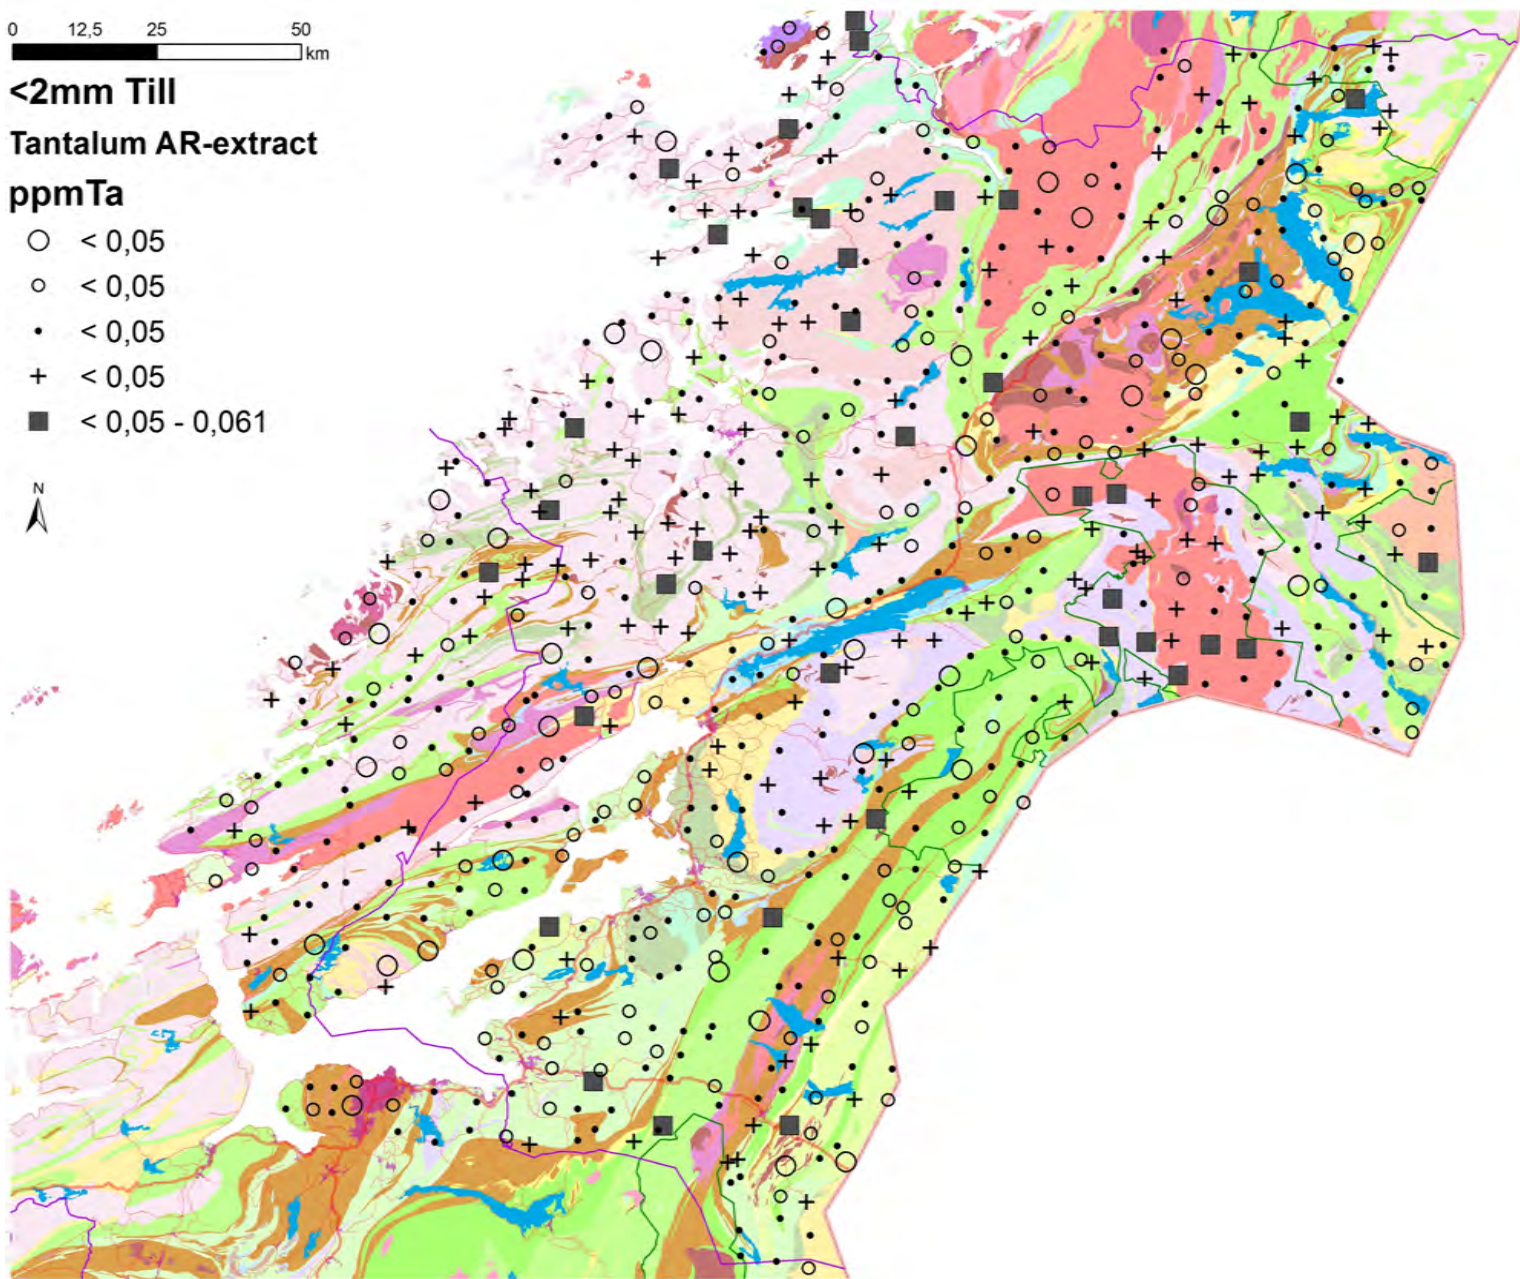 0 12,5 25 50
km
<2mm Till
Tantalum AR-extract
ppmTa
< 0,05
< 0,05
< 0,05
< 0,05
< 0,05 - 0,061
N